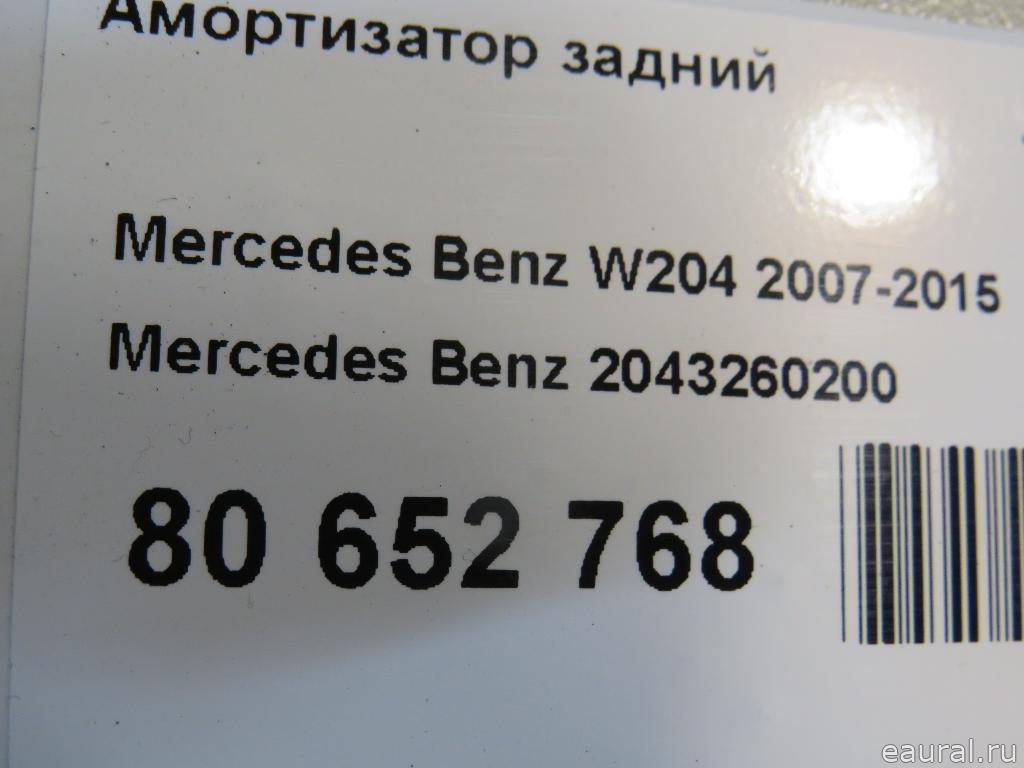 Амортизатор задний
Mercedes Benz W204 2007-2015
Mercedes Benz 2043260200
80 652 768
eaural.ru